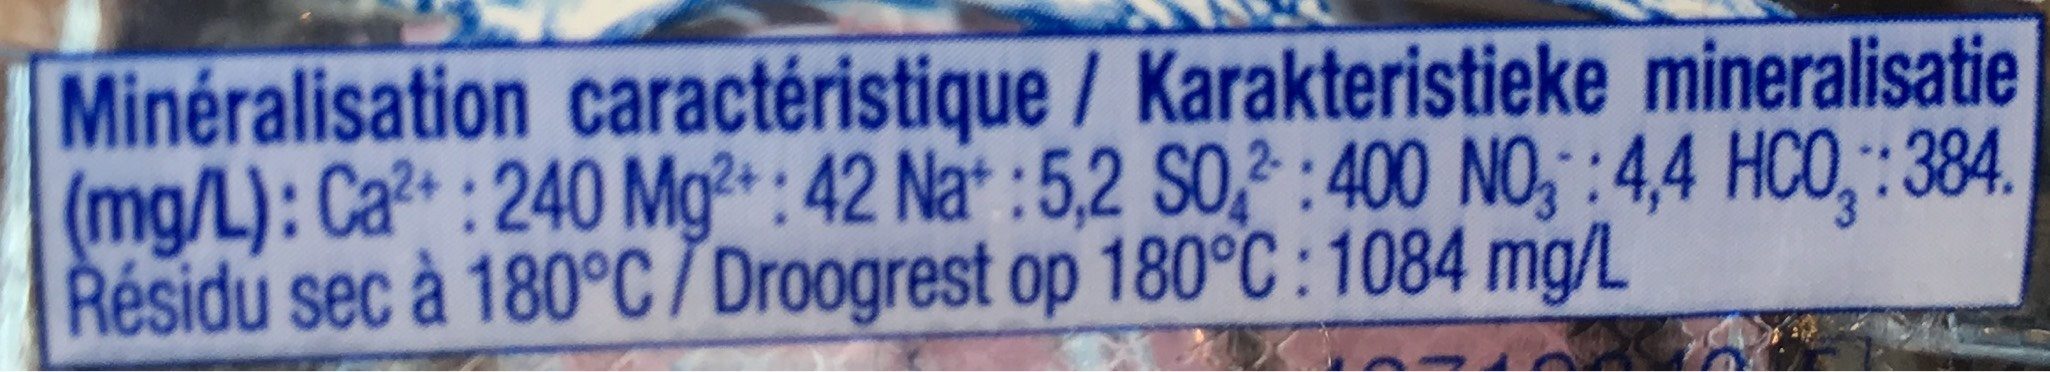 Minéralisation caractéristique / Karakteristieke mineralisatie
(mg/L) : Ca²⁺ : 240 Mg²⁺ : 42 Na⁺ : 5,2 SO₄²⁻ : 400 NO₃⁻ : 4,4 HCO₃⁻ : 384.
Résidu sec à 180°C / Droogrest op 180°C : 1084 mg/L